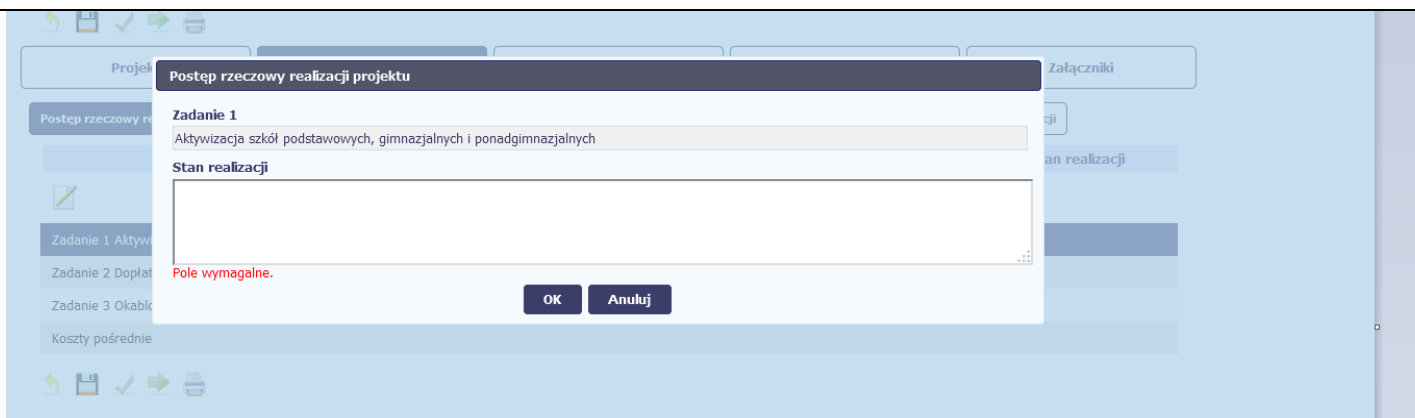 Projek
Załączniki
Postęp rzeczowy realizacji projektu
Zadanie 1
Postęp rzeczowy re
cji
Aktywizacja szkół podstawowych, gimnazjalnych i ponadgimnazjalnych
Stan realizacji
an realizacji
Zadanie 1 Aktywi
Zadanie 2 Dopłat
Pole wymagalne.
OK Anuluj
Zadanie 3 Okablo
Koszty pośrednie